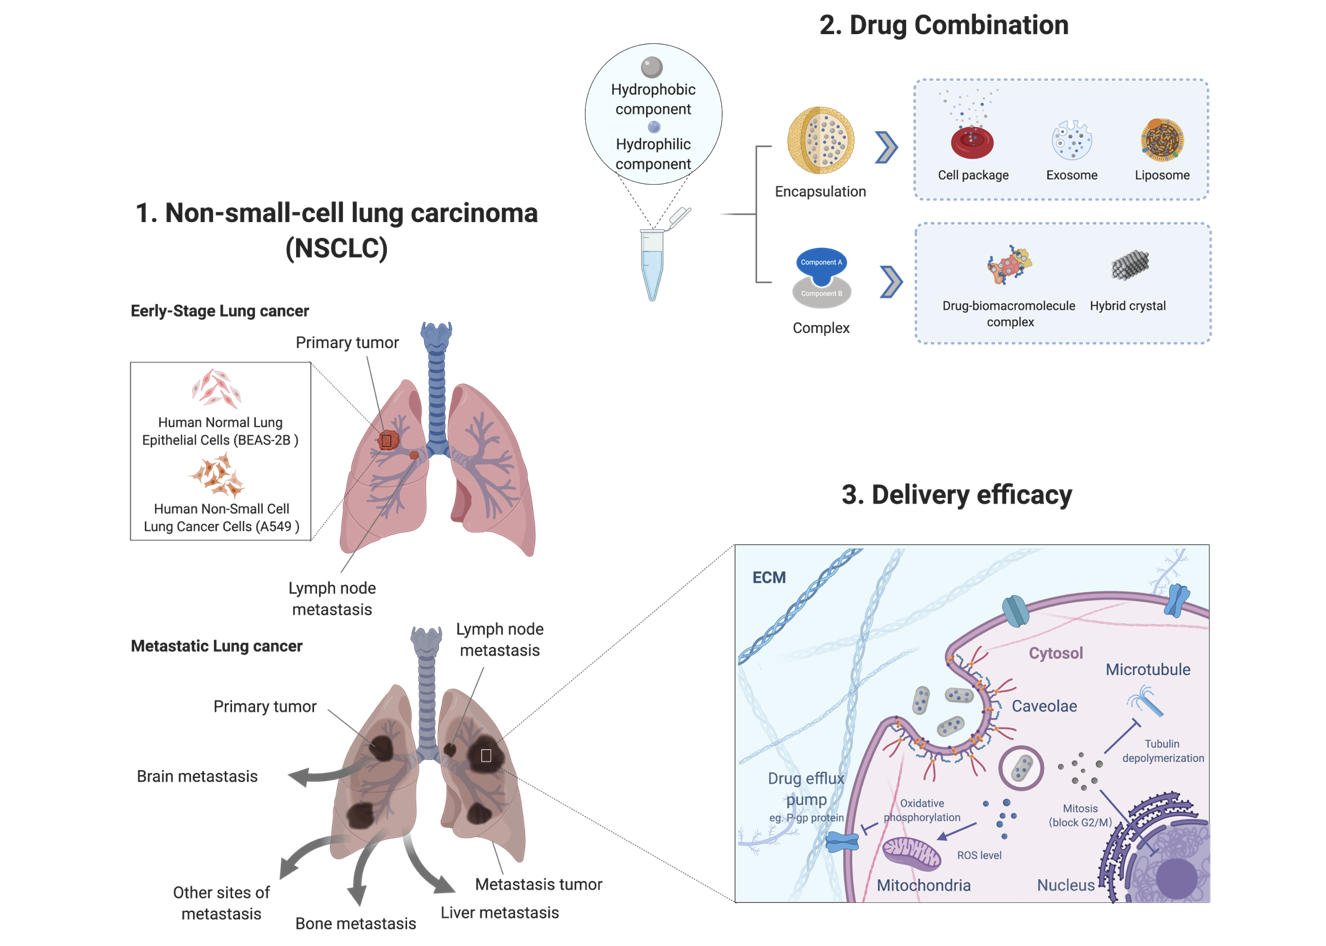 2. Drug Combination
Hydrophobic
component
Hydrophilic
component
Encapsulation
Cell package
Exosome
Liposome
Component A
Component B
Complex
Drug-biomacromolecule
complex
Hybrid crystal
1. Non-small-cell lung carcinoma
(NSCLC)
Eerly-Stage Lung cancer
Primary tumor
Human Normal Lung
Epithelial Cells (BEAS-2B )
Human Non-Small Cell
Lung Cancer Cells (A549 )
Lymph node
metastasis
Metastatic Lung cancer
Lymph node
metastasis
Primary tumor
Brain metastasis
Other sites of
metastasis
Bone metastasis
Liver metastasis
Metastasis tumor
3. Delivery efficacy
ECM
Cytosol
Microtubule
Caveolae
Tubulin
depolymerization
Drug efflux
pump
eg. P-gp protein
Oxidative
phosphorylation
Mitosis
(block G2/M)
ROS level
Mitochondria
Nucleus